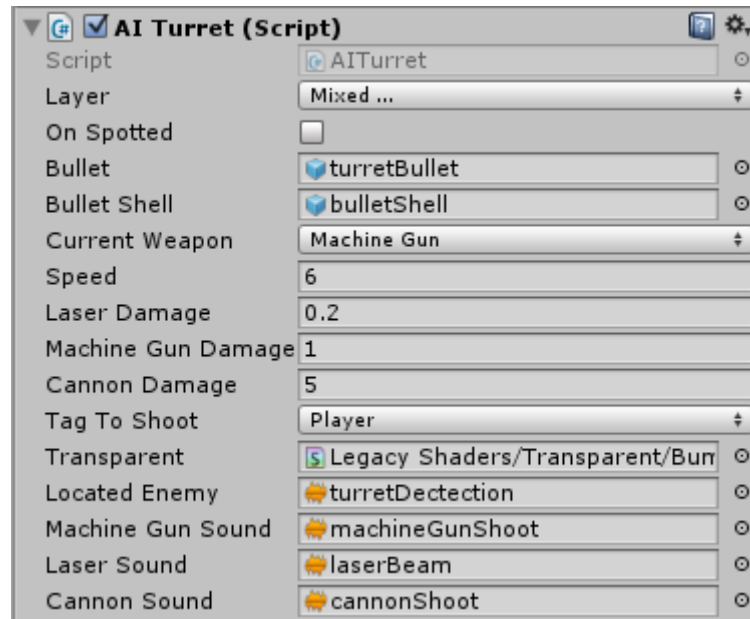 AI Turret (Script)
Script AITurret
Layer Mixed ...
On Spotted
Bullet turretBullet
Bullet Shell bulletShell
Current Weapon Machine Gun
Speed 6
Laser Damage 0.2
Machine Gun Damage 1
Cannon Damage 5
Tag To Shoot Player
Transparent Legacy Shaders/Transparent/Bum
Located Enemy turretDectection
Machine Gun Sound machineGunShoot
Laser Sound laserBeam
Cannon Sound cannonShoot